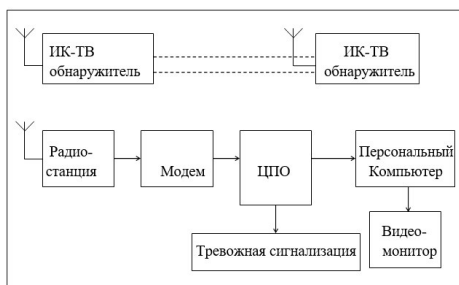 ИК-ТВ
обнаружитель
ИК-ТВ
обнаружитель
Радио-
станция
Модем
ЦПО
Персональный
Компьютер
Тревожная сигнализация
Видео-
монитор